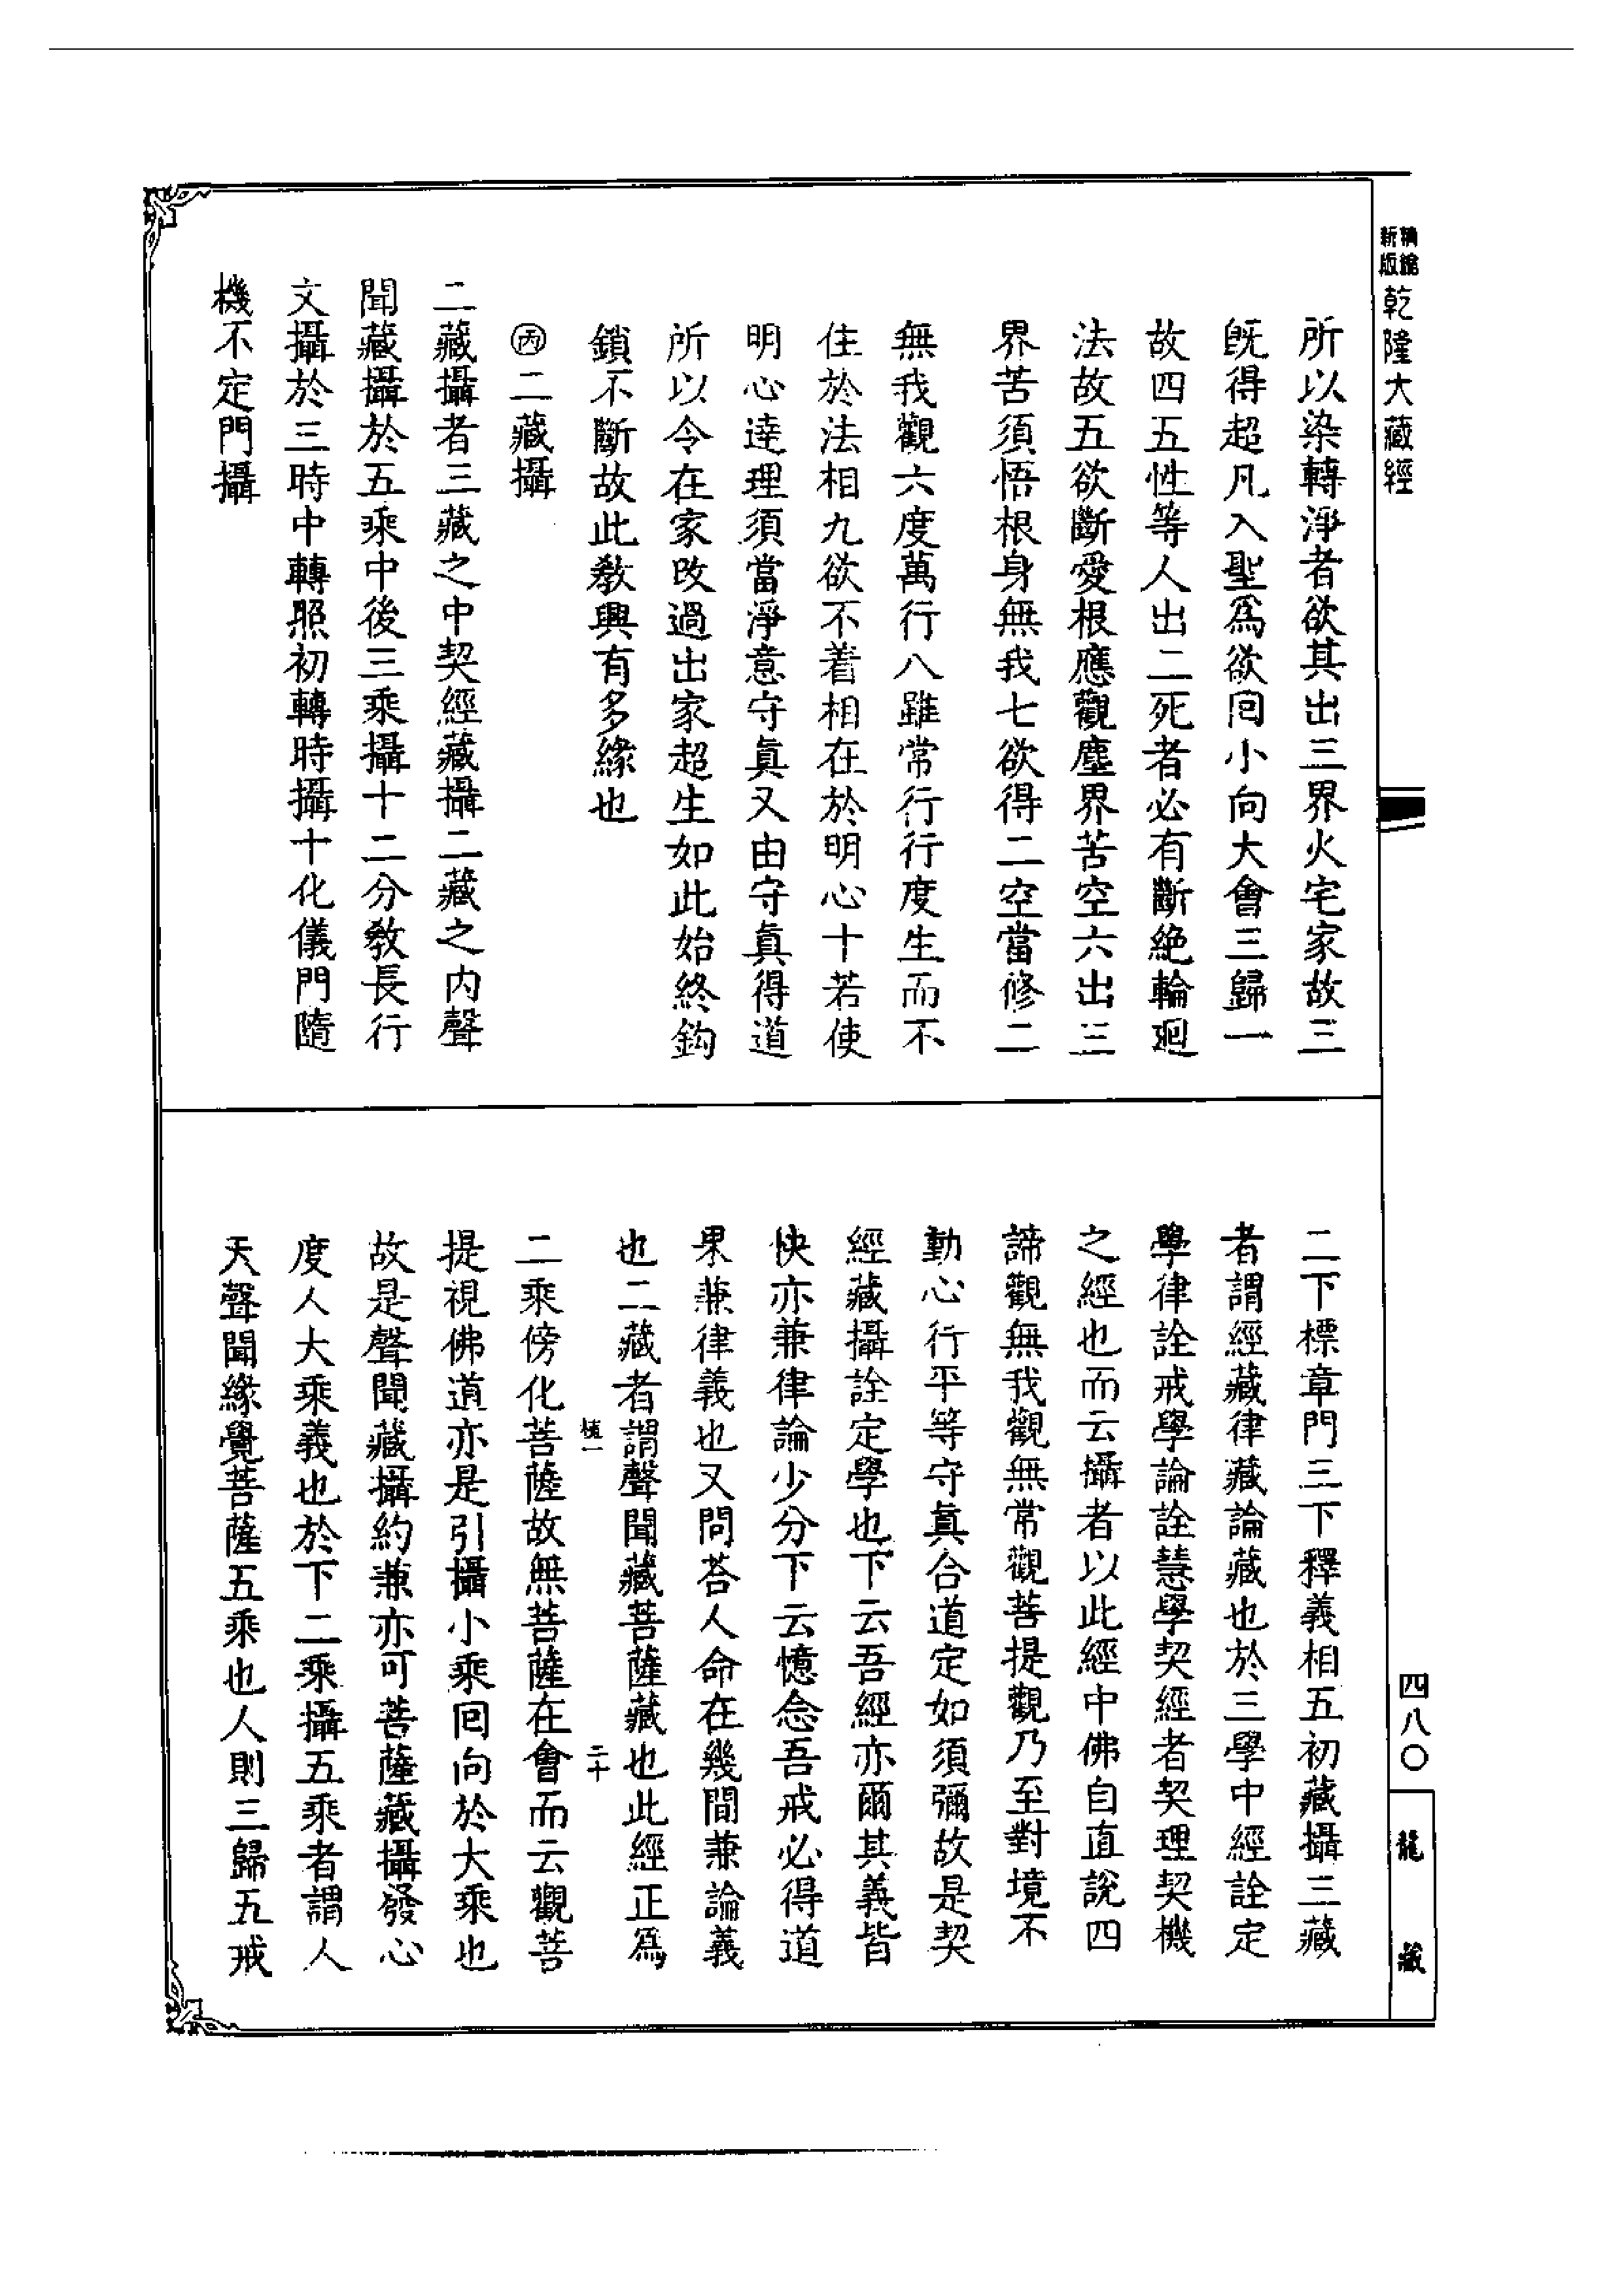 新版
精縮
乾隆大藏經
所以染轉淨者欲其出三界火宅家故三
既得超凡入聖爲欲回小向大會三歸一
故四五性等人出二死者必有斷絶輪廻
法故五欲斷愛根應觀塵界苦空六出三
界苦須悟根身無我七欲得二空當修二
無我觀六度萬行八雖常行行度生而不
住於法相九欲不着相在於明心十若使
明心達理須當淨意守眞又由守眞得道
所以令在家改過出家超生如此始終鈎
鎖不斷故此敎興有多緣也
㊅二藏攝
二藏攝者三藏之中契經藏攝二藏之内聲
聞藏攝於五乘中後三乘攝十二分敎長行
文攝於三時中轉照初轉時攝十化儀門隨
機不定門攝
四八〇
龍藏
二下標章門三下釋義相五初藏攝三藏
者謂經藏律藏論藏也於三學中經詮定
學律詮戒學論詮慧學契經者契理契機
之經也而云攝者以此經中佛自直說四
諦觀無我觀無常觀菩提觀乃至對境不
動心行平等守眞合道定如須彌故是契
經藏攝詮定學也下云吾經亦爾其義皆
快亦兼律論少分下云憶念吾戒必得道
果兼律義也又問荅人命在幾間兼論義
也二藏者謂聲聞藏菩薩藏也此經正爲
二十
二乘傍化菩薩故無菩薩在會而云觀菩
提視佛道亦是引攝小乘回向於大乘也
故是聲聞藏攝約兼亦可菩薩藏攝發心
度人大乘義也於下二乘攝五乘者謂人
天聲聞緣覺菩薩五乘也人則三歸五戒